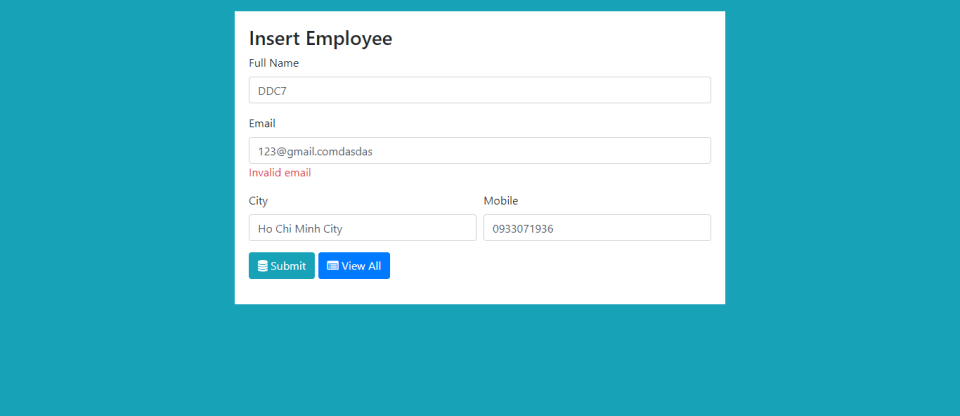 Insert Employee
Full Name
DDC7
Email
123@gmail.comdasdas
Invalid email
City Mobile
Ho Chi Minh City 0933071936
Submit View All